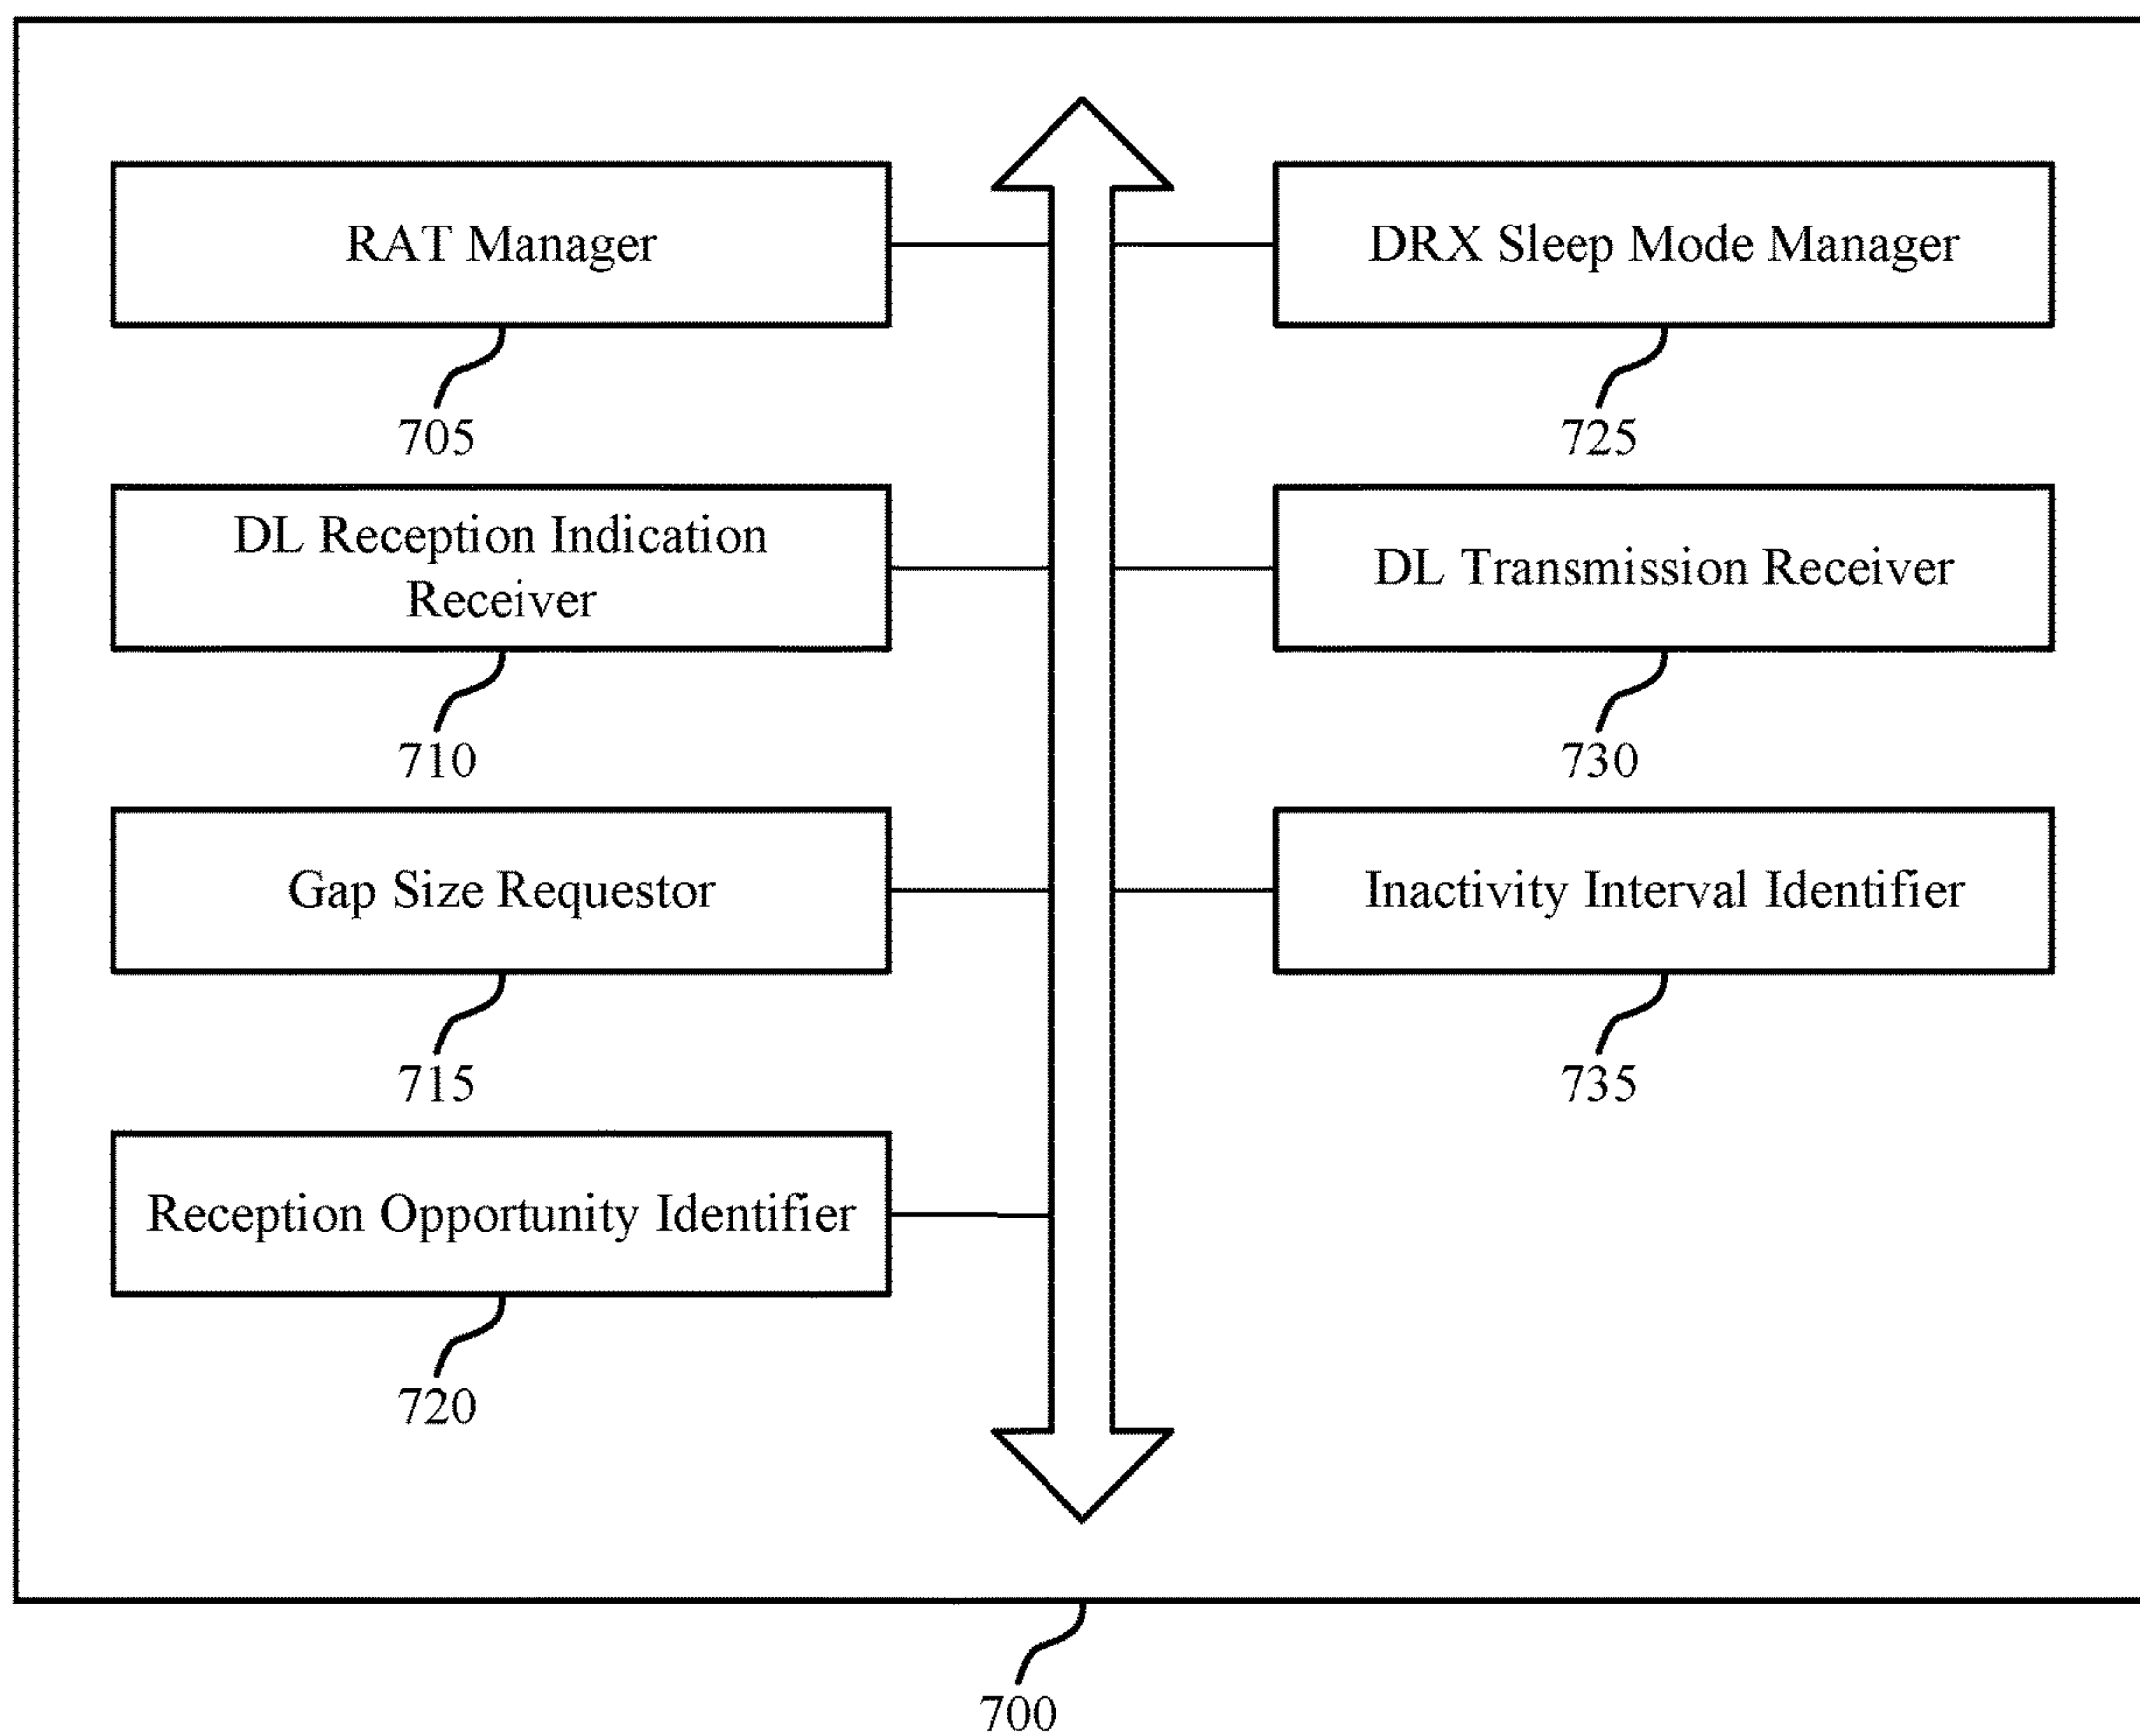 RAT Manager
705
DL Reception Indication
Receiver
710
Gap Size Requestor
715
Reception Opportunity Identifier
720
DRX Sleep Mode Manager
725
DL Transmission Receiver
730
Inactivity Interval Identifier
735
700